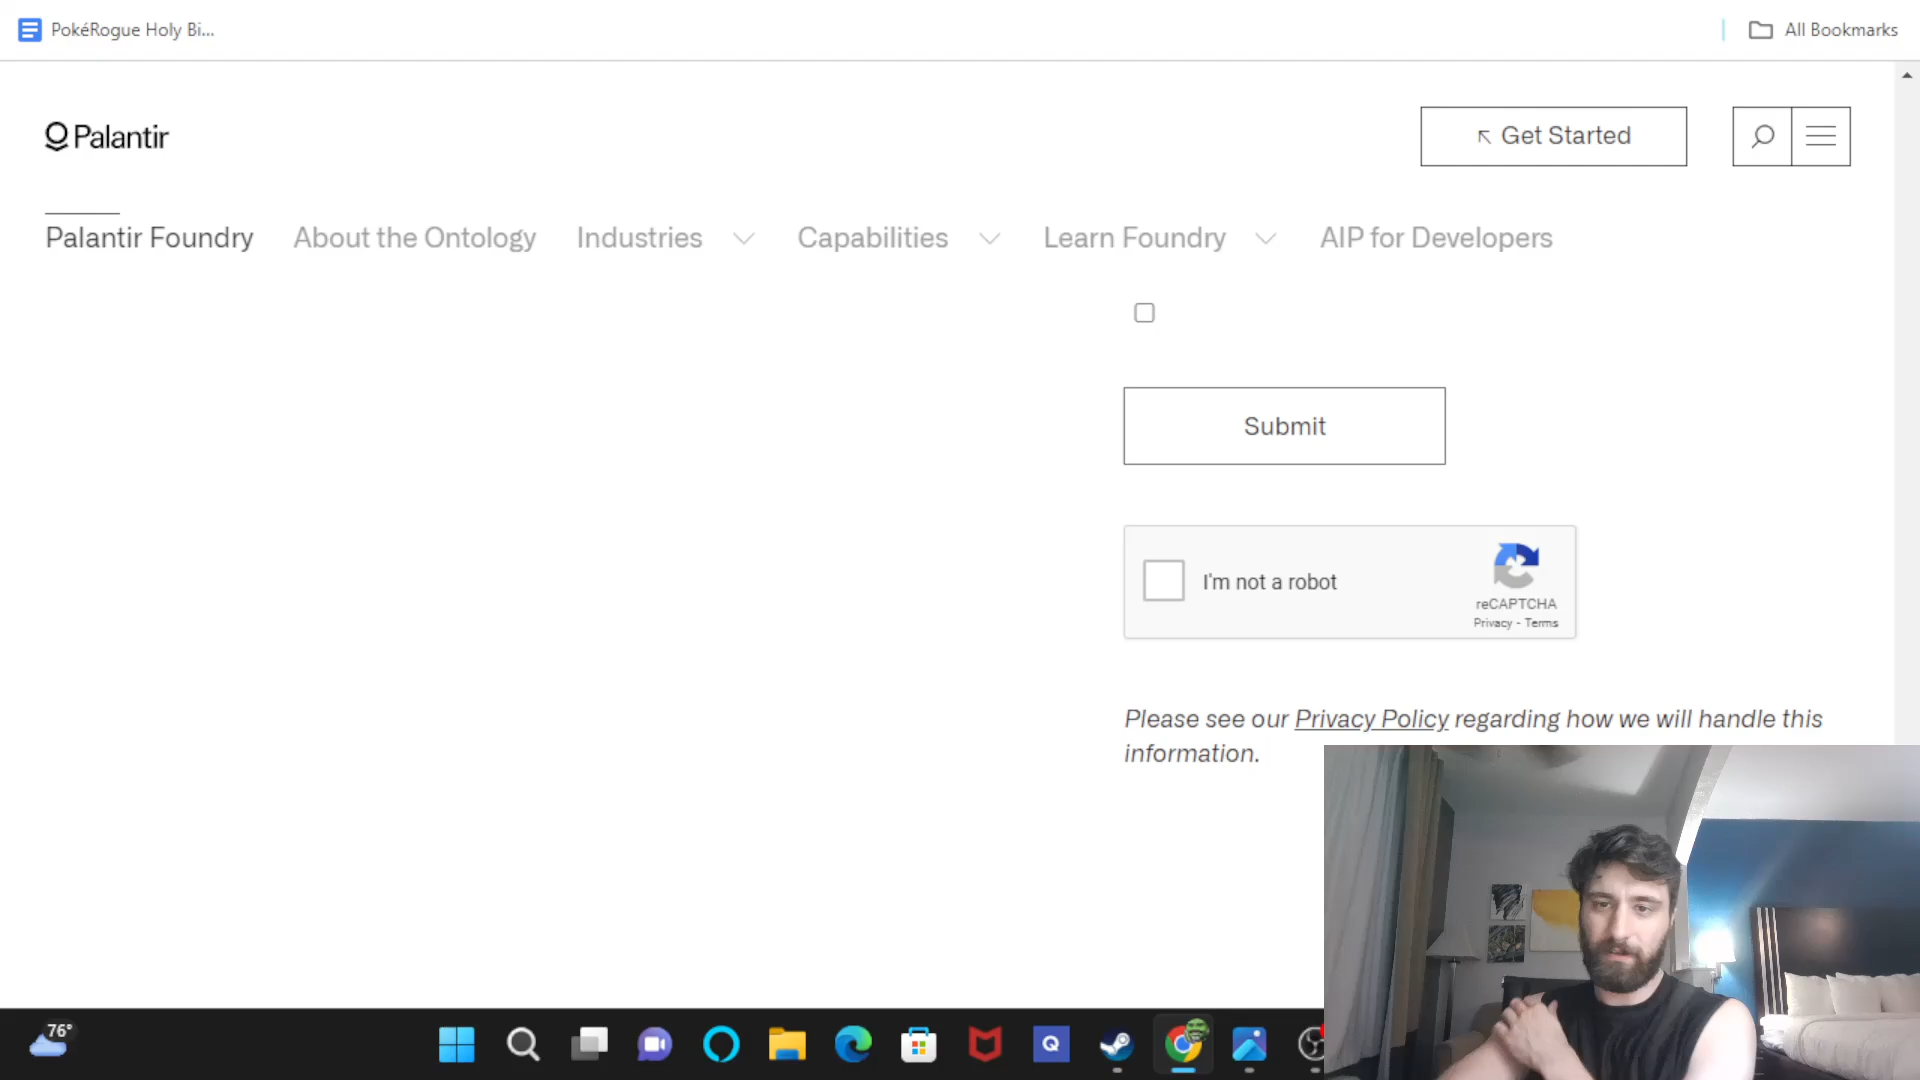 PokéRogue Holy Bi...
All Bookmarks
Palantir
Get Started
Palantir Foundry
About the Ontology
Industries
Capabilities
Learn Foundry
AIP for Developers
Submit
I'm not a robot
reCAPTCHA
Privacy - Terms
Please see our Privacy Policy regarding how we will handle this
information.
76°
Q